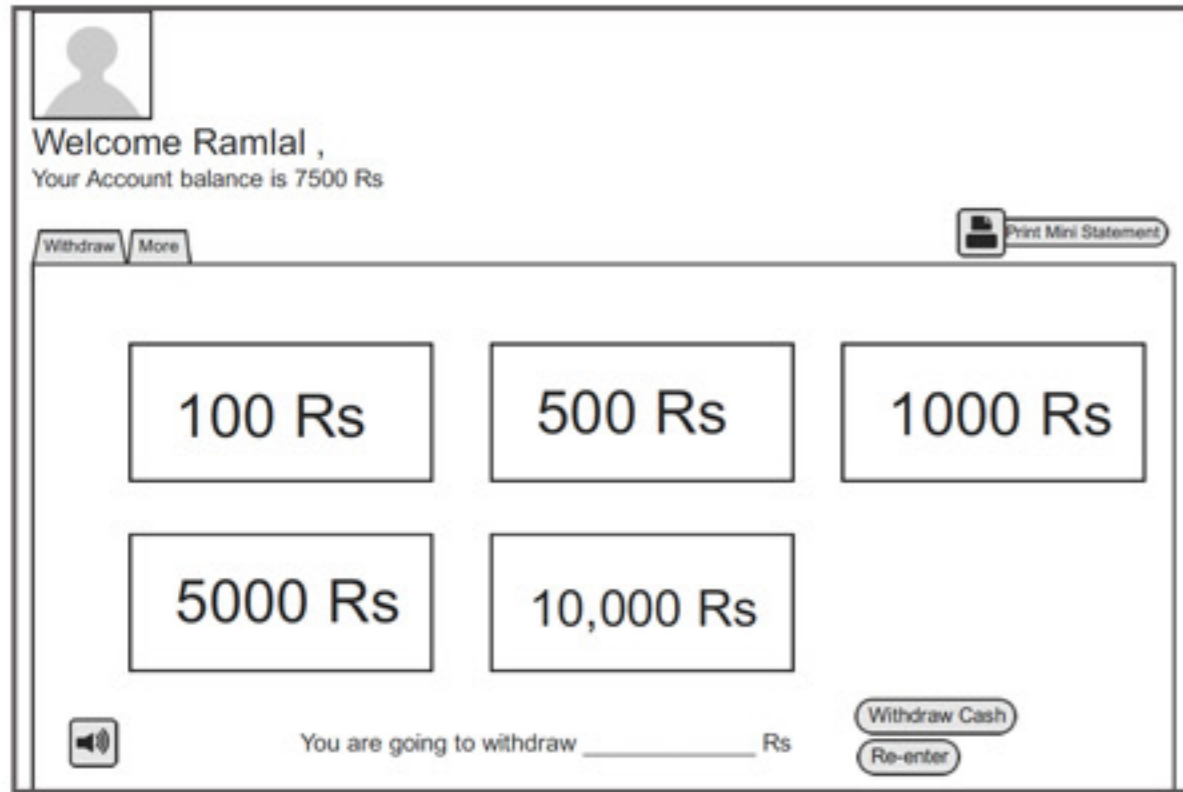 Welcome Ramlal ,
Your Account balance is 7500 Rs
Print Mini Statement
Withdraw More
100 Rs 500 Rs 1000 Rs
5000 Rs 10,000 Rs
Withdraw Cash
You are going to withdraw ______________ Rs
Re-enter